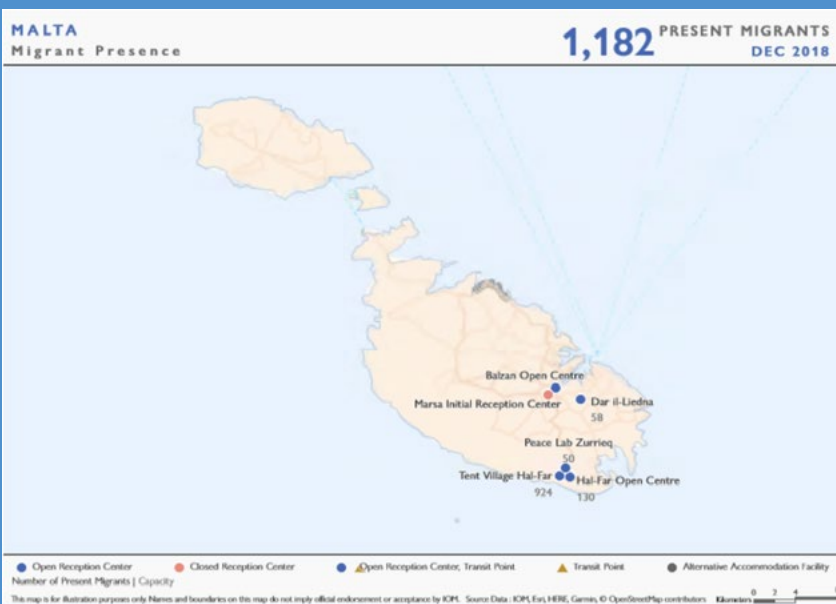 MALTA
Migrant Presence
1,182 PRESENT MIGRANTS
DEC 2018
Balzan Open Centre
Marsa Initial Reception Center
Dar il-Liedna
58
Peace Lab Zurrieq
50
Tent Village Hal-Far
Hal-Far Open Centre
924
130
Open Reception Center
Closed Reception Center
Open Reception Center, Transit Point
Transit Point
Alternative Accommodation Facility
Number of Present Migrants | Capacity
This map is for illustration purposes only. Names and boundaries on this map do not imply official endorsement or acceptance by IOM. Source Data: IOM, Esri, HERE, Garmin, © OpenStreetMap contributors
Kilometers
0 2 4